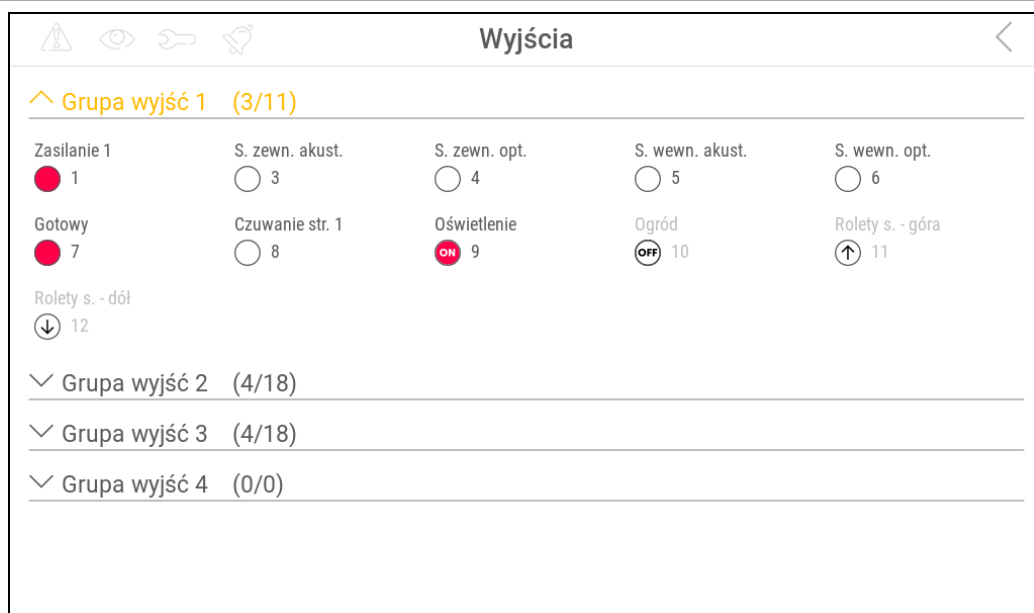 Wyjścia
Grupa wyjść 1 (3/11)
Zasilanie 1 S. zewn. akust. S. zewn. opt. S. wewn. akust. S. wewn. opt.
1 3 4 5 6
Gotowy Czuwanie str. 1 Oświetlenie Ogród Rolety s. - góra
7 8 ON 9 OFF 10 11
Rolety s. - dół
12
Grupa wyjść 2 (4/18)
Grupa wyjść 3 (4/18)
Grupa wyjść 4 (0/0)